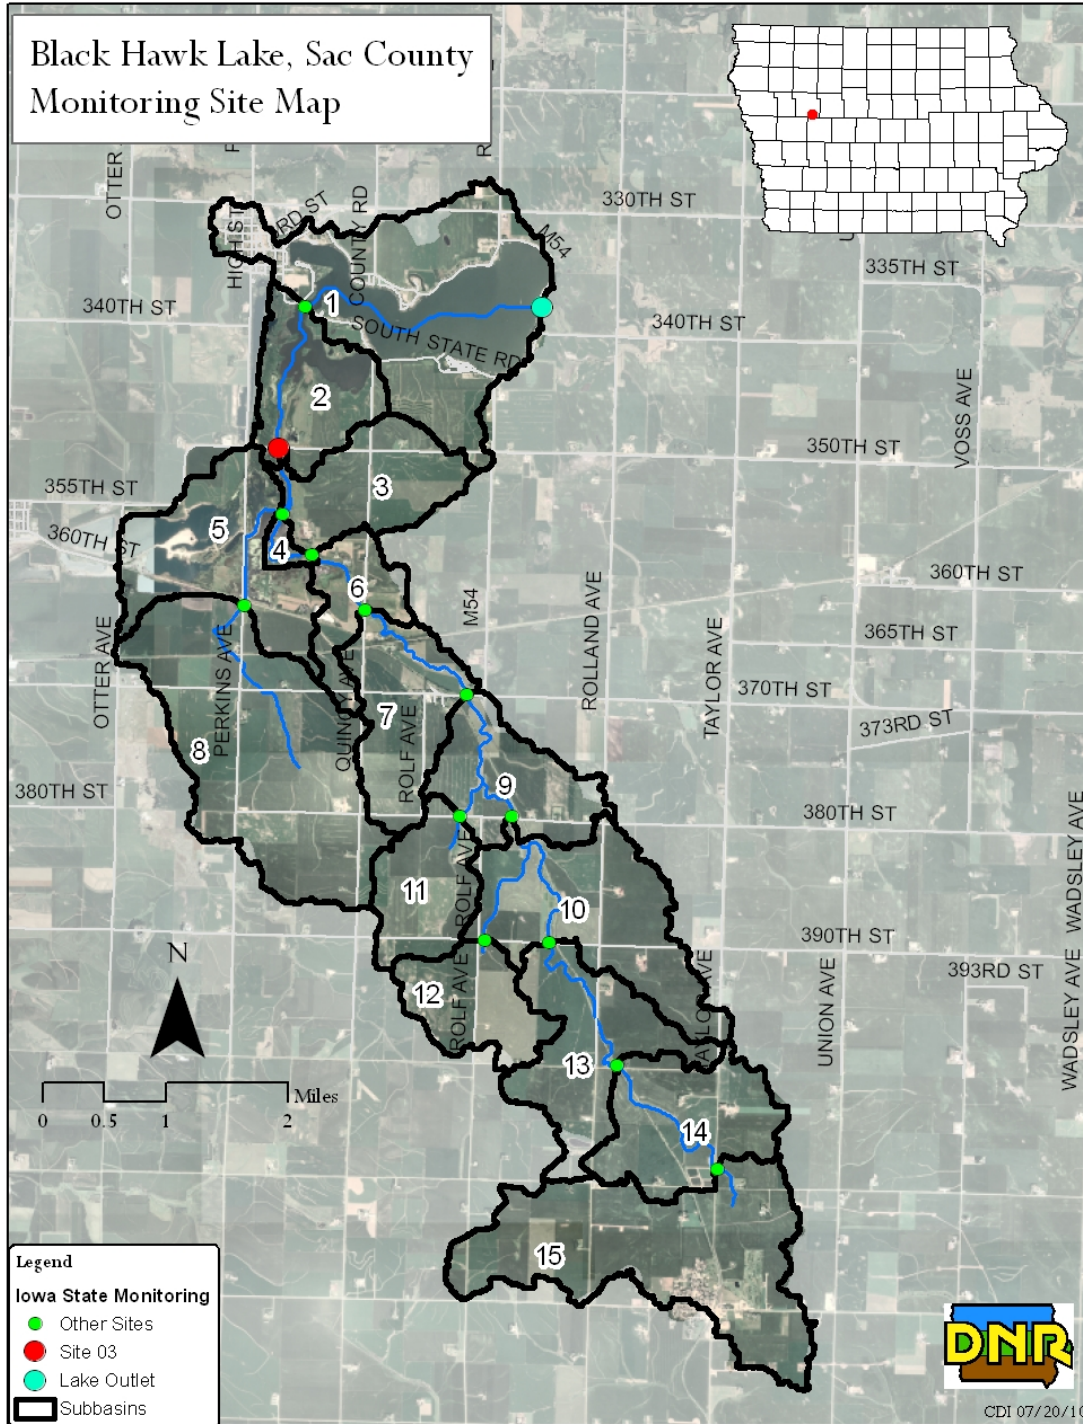 Black Hawk Lake, Sac County
Monitoring Site Map
OTTER
COUNTY RD
HIGH ST
RD ST
330TH ST
M54
335TH ST
340TH ST
1
SOUTH STATE RD
340TH ST
2
VOSS AVE
350TH ST
3
355TH ST
5
360TH ST
4
6
360TH ST
M54
ROLLAND AVE
365TH ST
OTTER AVE
PERKINS AVE
QUINCY AVE
7
ROLF AVE
TAYLOR AVE
370TH ST
373RD ST
8
380TH ST
9
380TH ST
WADSLEY AVE
11
ROLF AVE
10
390TH ST
393RD ST
N
12
ROLF AVE
UNION AVE
WADSLEY AVE
13
Miles
0 0.5 1 2
14
15
Legend
Iowa State Monitoring
Other Sites
Site 03
Lake Outlet
Subbasins
DNR
CDI 07/20/10